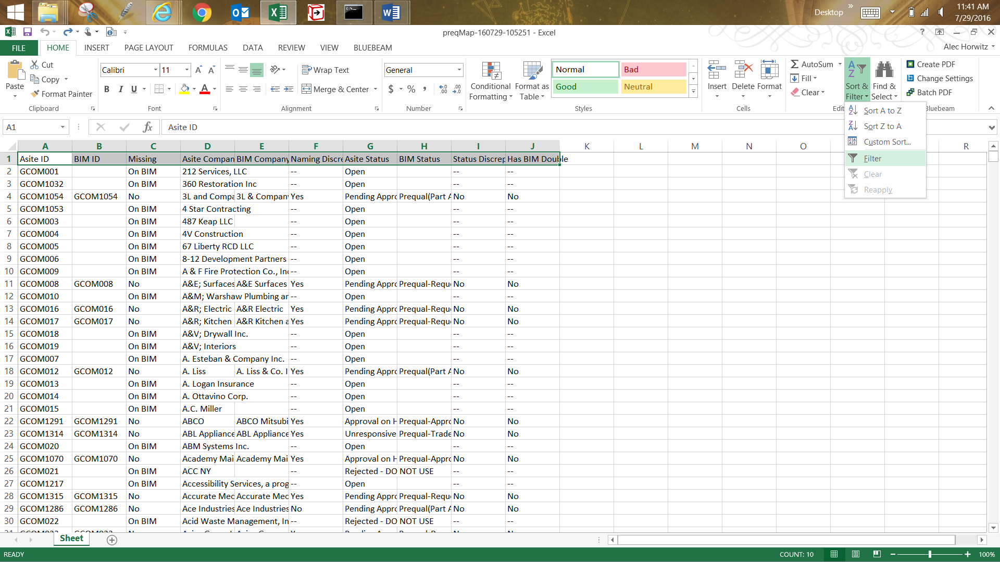 Desktop
11:41 AM
7/29/2016
preqMap-160729-105251 - Excel
FILE HOME INSERT PAGE LAYOUT FORMULAS DATA REVIEW VIEW BLUEBEAM Alec Horwitz
Paste
Cut
Copy
Format Painter
Clipboard
Calibri 11
B I U
Font
Wrap Text
Merge & Center
Alignment
General
$ % ,
Number
Conditional Formatting
Format as Table
Normal Bad
Good Neutral
Styles
Insert Delete Format
Cells
AutoSum
Fill
Clear
Sort & Filter
Find & Select
Edit
Create PDF
Change Settings
Batch PDF
Bluebeam
Sort A to Z
Sort Z to A
Custom Sort...
Filter
Clear
Reapply
A1 fx Asite ID
A B C D E F G H I J K L M N O R
1 Asite ID BIM ID Missing Asite Compan BIM Company Naming Discre Asite Status BIM Status Status Discrep Has BIM Double
2 GCOM001 On BIM 212 Services, LLC -- Open -- --
3 GCOM1032 On BIM 360 Restoration Inc -- Open -- --
4 GCOM1054 GCOM1054 No 3L and Compa 3L & Company Yes Pending Appro Prequal(Part A No No
5 GCOM1053 On BIM 4 Star Contracting -- Open -- --
6 GCOM003 On BIM 487 Keap LLC -- Open -- --
7 GCOM004 On BIM 4V Construction -- Open -- --
8 GCOM005 On BIM 67 Liberty RCD LLC -- Open -- --
9 GCOM006 On BIM 8-12 Development Partners -- Open -- --
10 GCOM009 On BIM A & F Fire Protection Co., Inc -- Open -- --
11 GCOM008 GCOM008 No A&E; Surfaces A&E Surfaces Yes Pending Appro Prequal-Reque No No
12 GCOM010 On BIM A&M; Warshaw Plumbing an -- Open -- --
13 GCOM016 GCOM016 No A&R; Electric A&R Electric Yes Pending Appro Prequal-Reque No No
14 GCOM017 GCOM017 No A&R; Kitchen A&R Kitchen a Yes Pending Appro Prequal-Reque No No
15 GCOM018 On BIM A&V; Drywall Inc. -- Open -- --
16 GCOM019 On BIM A&V; Interiors -- Open -- --
17 GCOM007 On BIM A. Esteban & Company Inc. -- Open -- --
18 GCOM012 GCOM012 No A. Liss A. Liss & Co. I Yes Pending Appro Prequal(Part A No No
19 GCOM013 On BIM A. Logan Insurance -- Open -- --
20 GCOM014 On BIM A. Ottavino Corp. -- Open -- --
21 GCOM015 On BIM A.C. Miller -- Open -- --
22 GCOM1291 GCOM1291 No ABCO ABCO Mitsubi Yes Approval on H Prequal-Appro No No
23 GCOM1314 GCOM1314 No ABL Appliance ABL Appliance Yes Unresponsive Prequal-Trade No No
24 GCOM020 On BIM ABM Systems Inc. -- Open -- --
25 GCOM1070 GCOM1070 No Academy Mai Academy Mai Yes Approval on H Prequal-Appro No No
26 GCOM021 On BIM ACC NY -- Rejected - DO NOT USE -- --
27 GCOM1217 On BIM Accessibility Services, a prog -- Open -- --
28 GCOM1315 GCOM1315 No Accurate Mec Accurate Mec Yes Pending Appro Prequal-Reque No No
29 GCOM1286 GCOM1286 No Ace Industries Ace Industries No Pending Appro Prequal(Part A No No
30 GCOM022 On BIM Acid Waste Management, In -- Rejected - DO NOT USE -- --
Sheet
READY COUNT: 10 100%